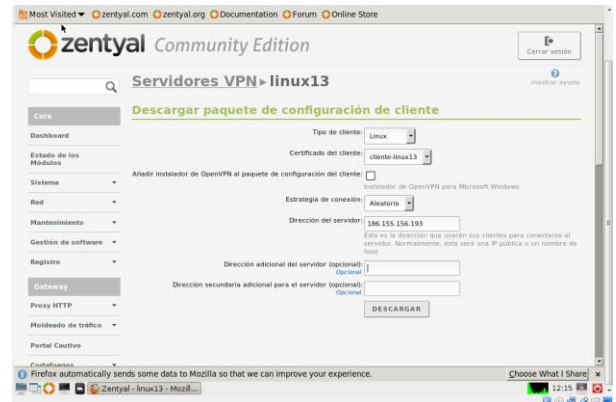 Most Visited zentyal.com zentyal.org Documentation Forum Online Store
zentyal Community Edition
Cerrar sesión
Servidores VPN ▸ linux13
mostrar ayuda
Descargar paquete de configuración de cliente
Core
Dashboard
Estado de los
Módulos
Sistema
Red
Mantenimiento
Gestión de software
Registro
Gateway
Proxy HTTP
Moldeado de tráfico
Portal Cautivo
Cortafuegos
Tipo de cliente: Linux
Certificado del cliente: cliente-linux13
Añadir instalador de OpenVPN al paquete de configuración del cliente:
Instalador de OpenVPN para Microsoft Windows
Estrategia de conexión: Aleatorio
Dirección del servidor: 186.155.156.193
Esta es la dirección que usarán sus clientes para conectarse al
servidor. Normalmente, ésta será una IP pública o un nombre de
host
Dirección adicional del servidor (opcional):
Opcional
Dirección secundaria adicional para el servidor (opcional):
Opcional
DESCARGAR
Firefox automatically sends some data to Mozilla so that we can improve your experience. Choose What I Share
Zentyal - linux13 - Mozil... 12:15